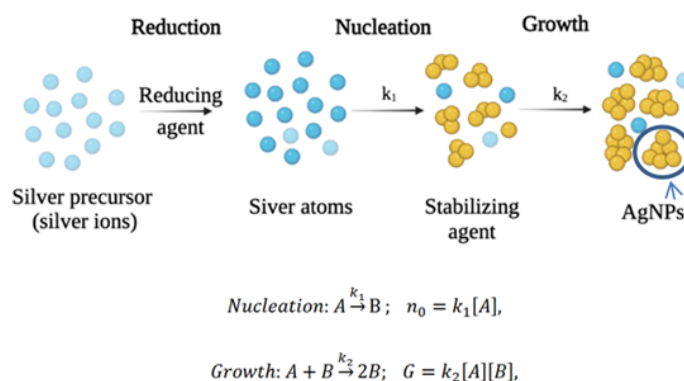 Reduction Nucleation Growth
Reducing agent
k₁
k₂
Silver precursor (silver ions)
Siver atoms
Stabilizing agent
AgNPs
Nucleation: A k₁→ B ; n₀ = k₁[A],
Growth: A + B k₂→ 2B; G = k₂[A][B],